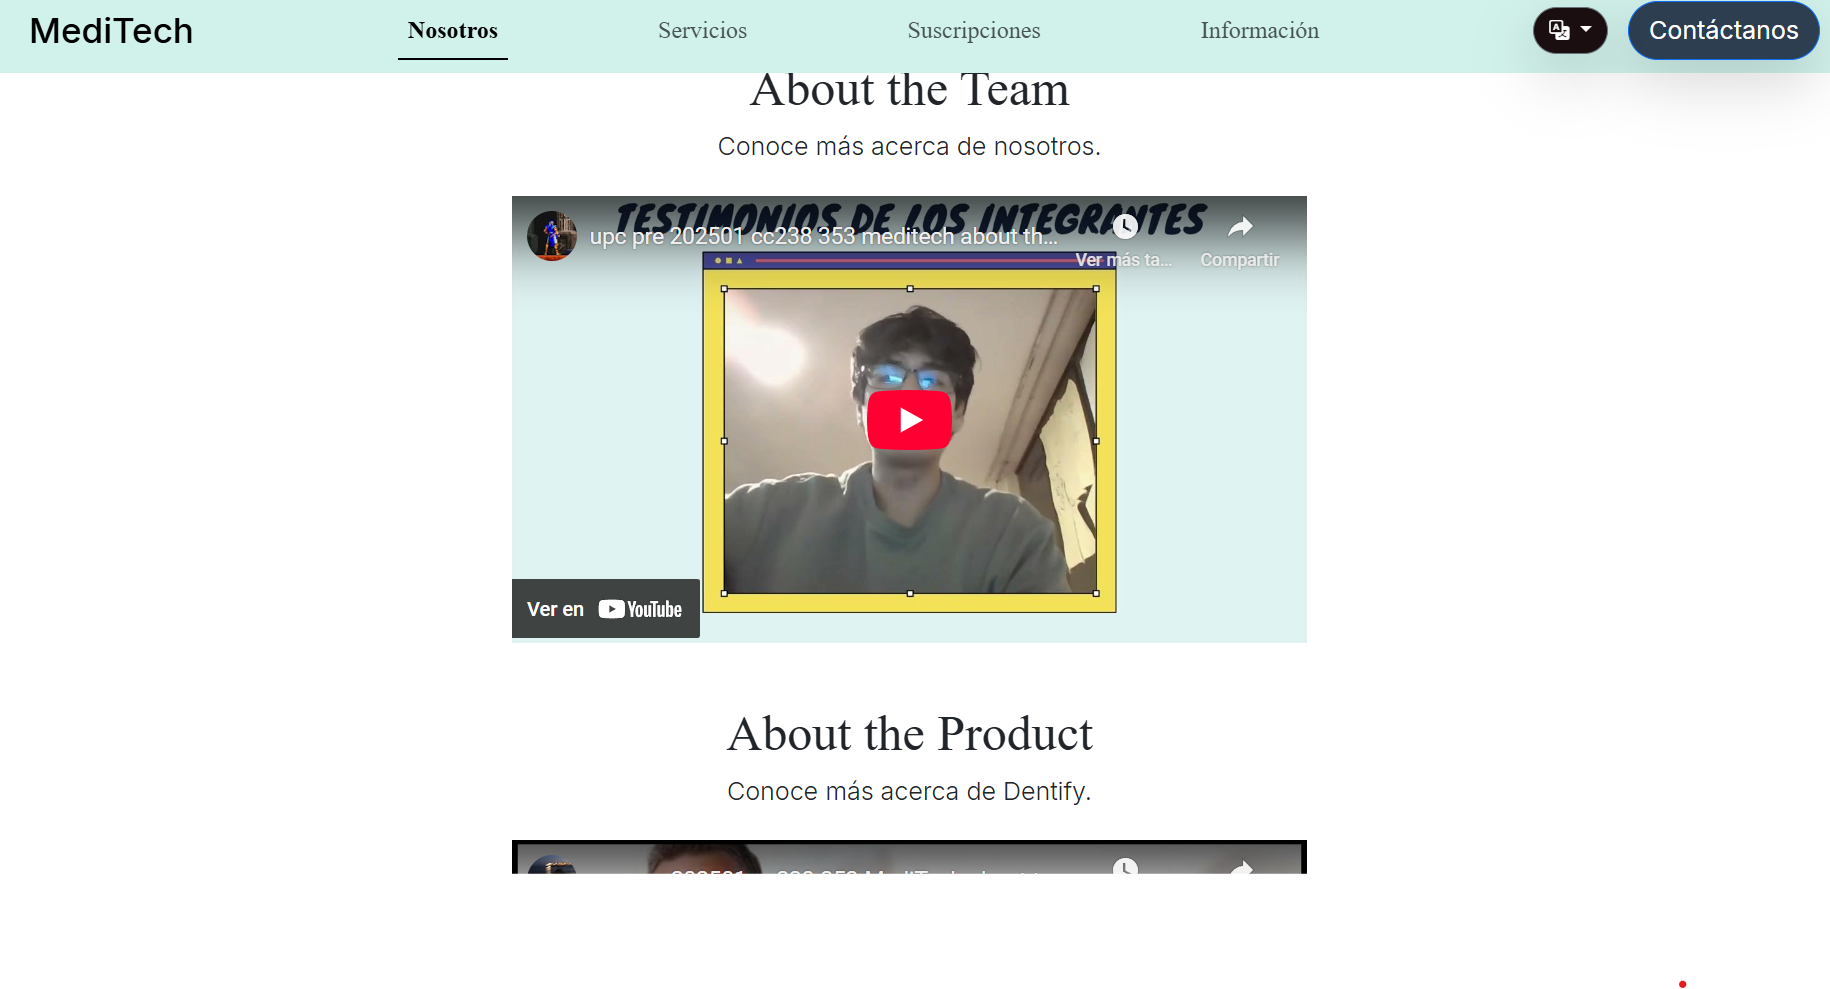 MediTech
Nosotros
Servicios
Suscripciones
Información
Contáctanos
About the Team
Conoce más acerca de nosotros.
TESTIMONIOS DE LOS INTEGRANTES
upc pre 202501 cc238 353 meditech about th...
Ver más ta...
Compartir
Ver en YouTube
About the Product
Conoce más acerca de Dentify.